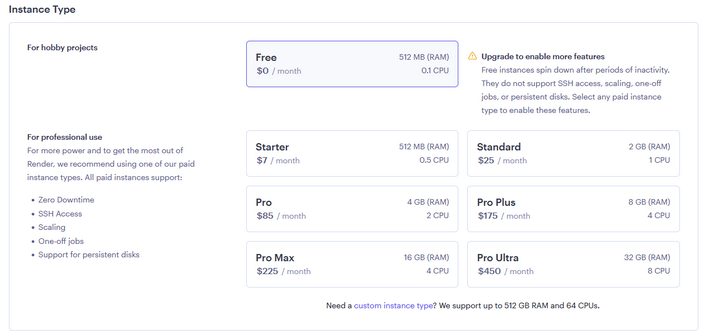 Instance Type
For hobby projects
Free
512 MB (RAM)
$0 / month
0.1 CPU
Upgrade to enable more features
Free instances spin down after periods of inactivity.
They do not support SSH access, scaling, one-off
jobs, or persistent disks. Select any paid instance
type to enable these features.
For professional use
For more power and to get the most out of
Render, we recommend using one of our paid
instance types. All paid instances support:
• Zero Downtime
• SSH Access
• Scaling
• One-off jobs
• Support for persistent disks
Starter
512 MB (RAM)
$7 / month
0.5 CPU
Standard
2 GB (RAM)
$25 / month
1 CPU
Pro
4 GB (RAM)
$85 / month
2 CPU
Pro Plus
8 GB (RAM)
$175 / month
4 CPU
Pro Max
16 GB (RAM)
$225 / month
4 CPU
Pro Ultra
32 GB (RAM)
$450 / month
8 CPU
Need a custom instance type? We support up to 512 GB RAM and 64 CPUs.